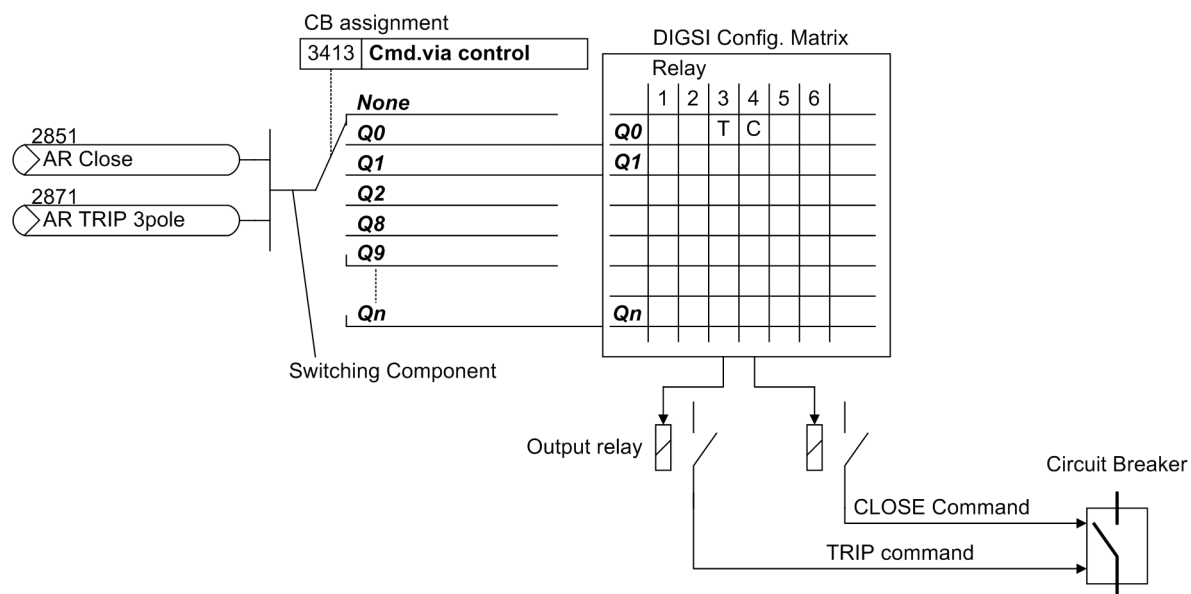 CB assignment
3413 Cmd.via control
DIGSI Config. Matrix
Relay
1 2 3 4 5 6
None
Q0
Q1
Q2
Q8
Q9
Qn
Q0 T C
Q1
Qn
2851
AR Close
2871
AR TRIP 3pole
Switching Component
Output relay
Circuit Breaker
CLOSE Command
TRIP command